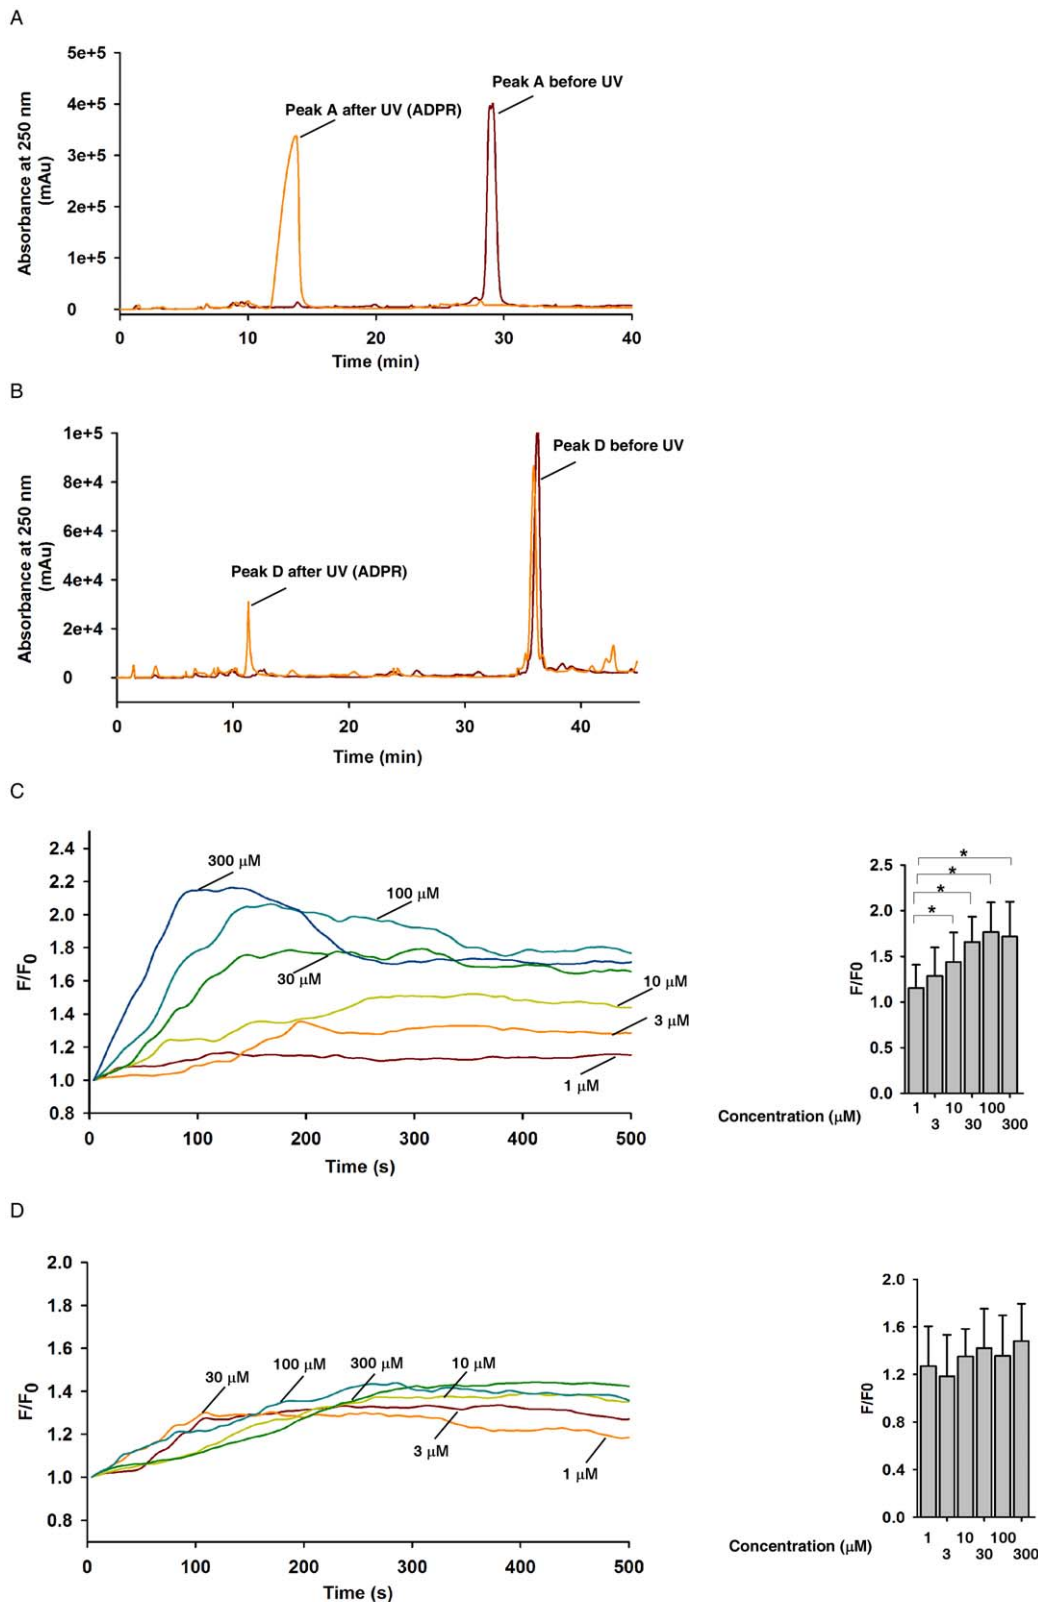 A
5e+5
4e+5
3e+5
2e+5
1e+5
0
Absorbance at 250 nm
(mAu)
Peak A after UV (ADPR)
Peak A before UV
0 10 20 30 40
Time (min)
B
1e+5
8e+4
6e+4
4e+4
2e+4
0
Absorbance at 250 nm
(mAu)
Peak D before UV
Peak D after UV (ADPR)
0 10 20 30 40
Time (min)
C
2.4
2.2
2.0
1.8
1.6
1.4
1.2
1.0
0.8
F/F0
300 μM
100 μM
30 μM
10 μM
3 μM
1 μM
0 100 200 300 400 500
Time (s)
2.5
2.0
1.5
1.0
0.5
0.0
F/F0
*
*
*
*
1 10 100
3 30 300
Concentration (μM)
D
2.0
1.8
1.6
1.4
1.2
1.0
0.8
F/F0
30 μM
100 μM
300 μM
10 μM
3 μM
1 μM
0 100 200 300 400 500
Time (s)
2.0
1.6
1.2
0.8
0.4
0.0
F/F0
1 10 100
3 30 300
Concentration (μM)